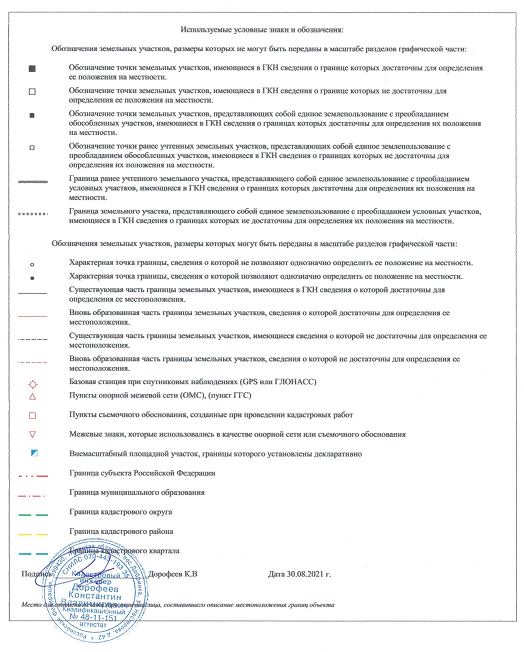 Используемые условные знаки и обозначения:
Обозначения земельных участков, размеры которых не могут быть переданы в масштабе разделов графической части:
Обозначение точки земельных участков, имеющиеся в ГКН сведения о границе которых достаточны для определения
ее положения на местности.
Обозначение точки земельных участков, имеющиеся в ГКН сведения о границе которых не достаточны для
определения ее положения на местности.
Обозначение точки земельных участков, представляющих собой единое землепользование с преобладанием
обособленных участков, имеющиеся в ГКН сведения о границах которых достаточны для определения их положения
на местности.
Обозначение точки ранее учтенных земельных участков, представляющих собой единое землепользование с
преобладанием обособленных участков, имеющиеся в ГКН сведения о границах которых не достаточны для
определения их положения на местности.
Граница ранее учтенного земельного участка, представляющего собой единое землепользование с преобладанием
условных участков, имеющиеся в ГКН сведения о границах которых достаточны для определения их положения на
местности.
Граница земельного участка, представляющего собой единое землепользование с преобладанием условных участков,
имеющиеся в ГКН сведения о границах которых не достаточны для определения их положения на местности.
Обозначения земельных участков, размеры которых могут быть переданы в масштабе разделов графической части:
Характерная точка границы, сведения о которой не позволяют однозначно определить ее положение на местности.
Характерная точка границы, сведения о которой позволяют однозначно определить ее положение на местности.
Существующая часть границы земельных участков, имеющиеся в ГКН сведения о которой достаточны для
определения ее местоположения.
Вновь образованная часть границы земельных участков, сведения о которой достаточны для определения ее
местоположения.
Существующая часть границы земельных участков, имеющиеся сведения о которой не достаточны для определения ее
местоположения.
Вновь образованная часть границы земельных участков, сведения о которой не достаточны для определения ее
местоположения.
Базовая станция при спутниковых наблюдениях (GPS или ГЛОНАСС)
Пункты опорной межевой сети (ОМС), (пункт ГГС)
Пункты съемочного обоснования, созданные при проведении кадастровых работ
Межевые знаки, которые использовались в качестве опорной сети или съемочного обоснования
Внемасштабный площадной участок, границы которого установлены декларативно
Граница субъекта Российской Федерации
Граница муниципального образования
Граница кадастрового округа
Граница кадастрового района
Граница кадастрового квартала
Подпись Дорофеев К.В Дата 30.08.2021 г.
Место для лица, составившего описание местоположения границ объекта
СНИЛС
Кадастровый
инженер
Дорофеев
Константин
Владимирович
Квалификационный
№ 48-11-151
аттестат